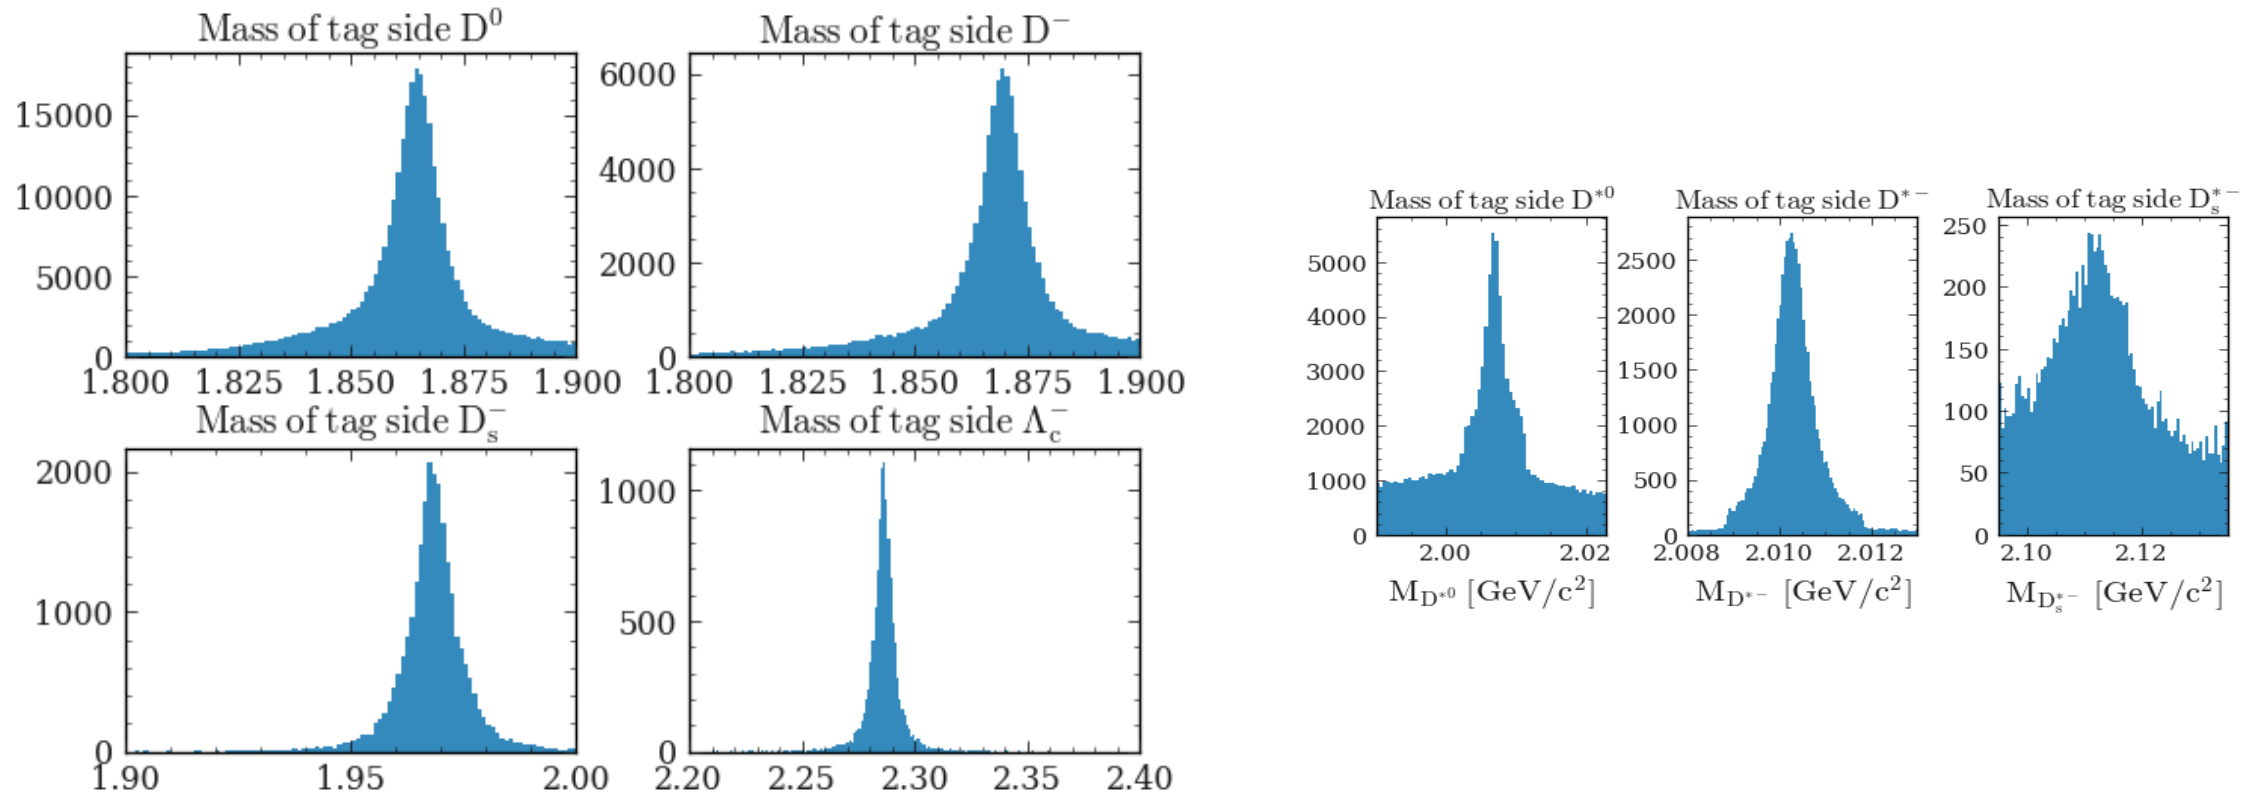 Mass of tag side D⁰
Mass of tag side D⁻
15000
10000
5000
0
1.800 1.825 1.850 1.875 1.900
6000
4000
2000
0
1.800 1.825 1.850 1.875 1.900
Mass of tag side D_s⁻
Mass of tag side Λ_c⁻
2000
1000
0
1.90 1.95 2.00
1000
500
0
2.20 2.25 2.30 2.35 2.40
Mass of tag side D*⁰
5000
4000
3000
2000
1000
0
2.00 2.02
M_D*⁰ [GeV/c²]
Mass of tag side D*⁻
2500
2000
1500
1000
500
0
2.008 2.010 2.012
M_D*⁻ [GeV/c²]
Mass of tag side D_s*⁻
250
200
150
100
50
0
2.10 2.12
M_D_s*⁻ [GeV/c²]